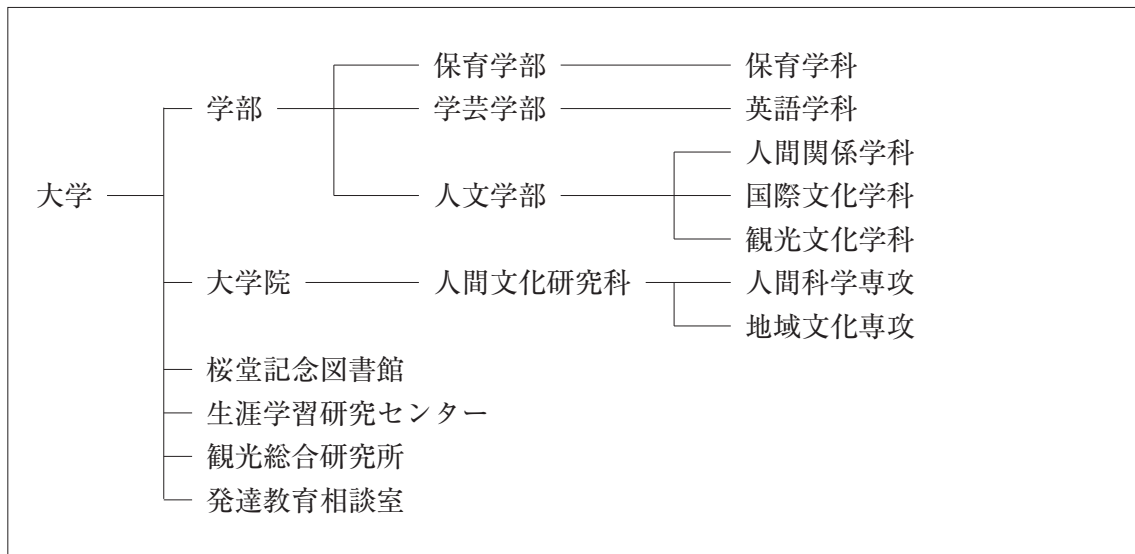 保育学部 保育学科
学部 学芸学部 英語学科
人間関係学科
大学 人文学部 国際文化学科
観光文化学科
大学院 人間文化研究科 人間科学専攻
地域文化専攻
桜堂記念図書館
生涯学習研究センター
観光総合研究所
発達教育相談室